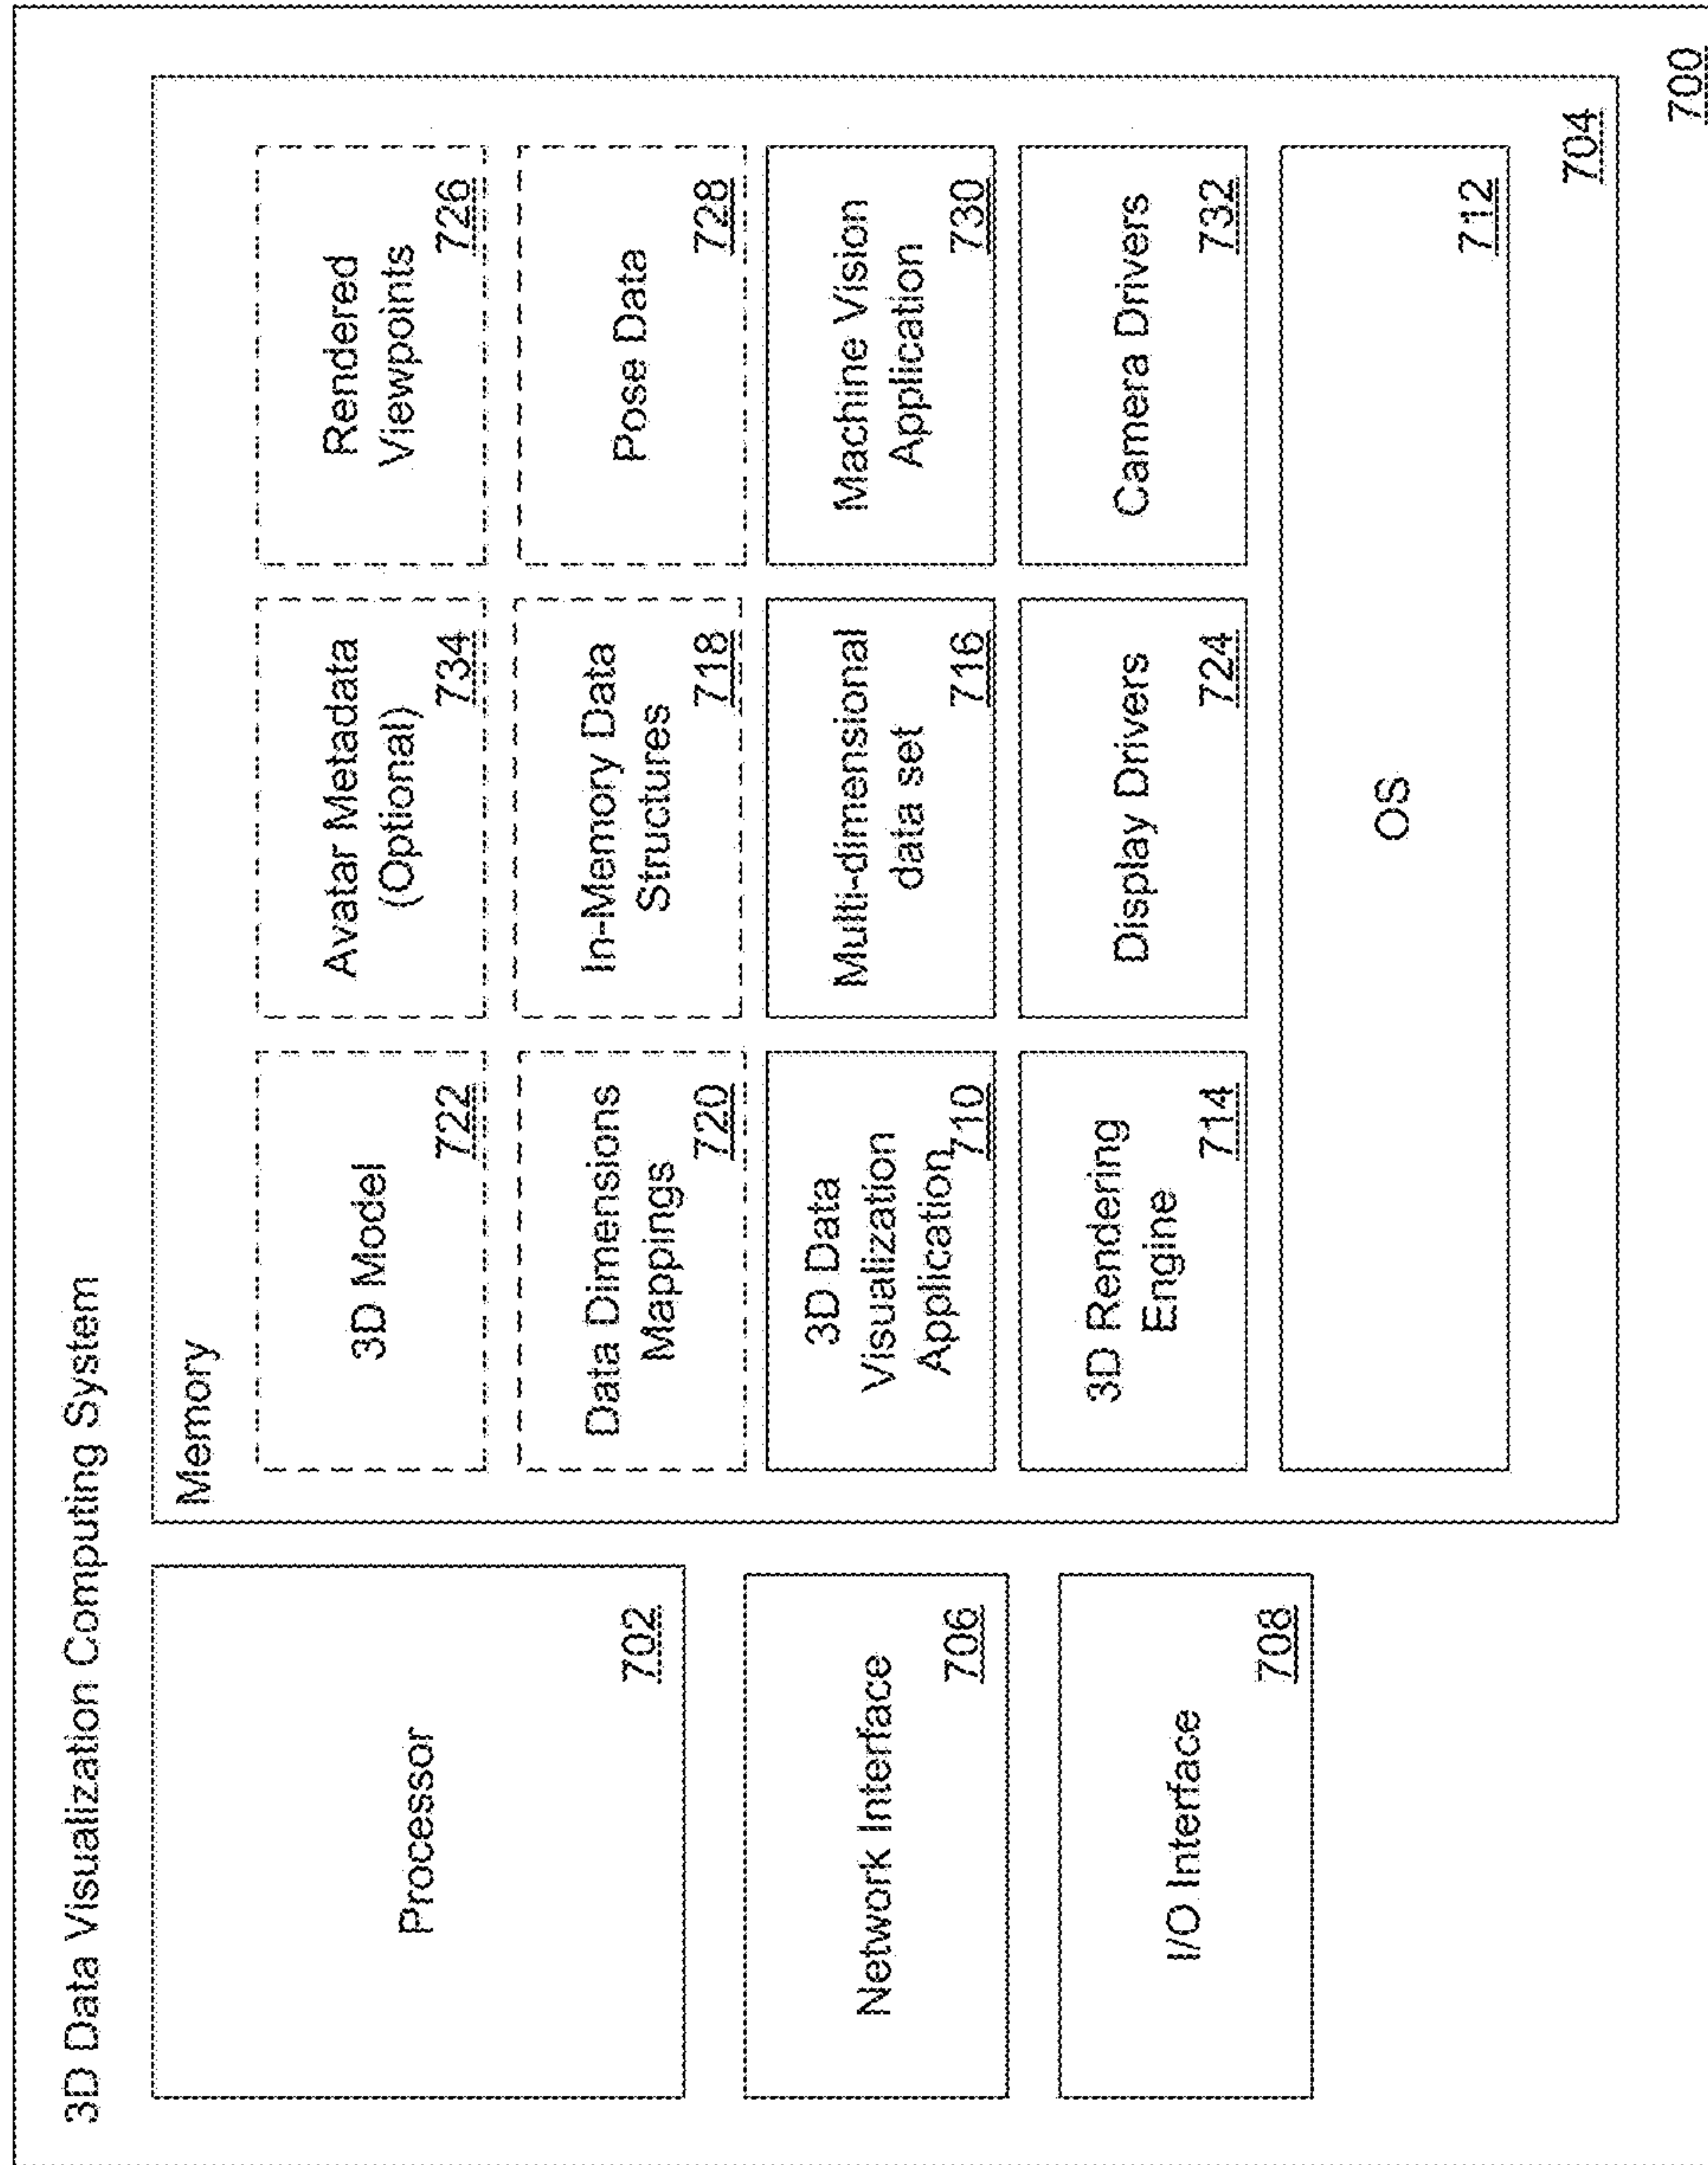 3D Data Visualization Computing System
Processor
702
Network Interface
706
I/O Interface
708
Memory
3D Model
722
Avatar Metadata
(Optional)
734
Rendered
Viewpoints
726
Data Dimensions
Mappings
720
In-Memory Data
Structures
718
Pose Data
728
3D Data
Visualization
Application
710
Multi-dimensional
data set
716
Machine Vision
Application
730
3D Rendering
Engine
714
Display Drivers
724
Camera Drivers
732
OS
712
704
700